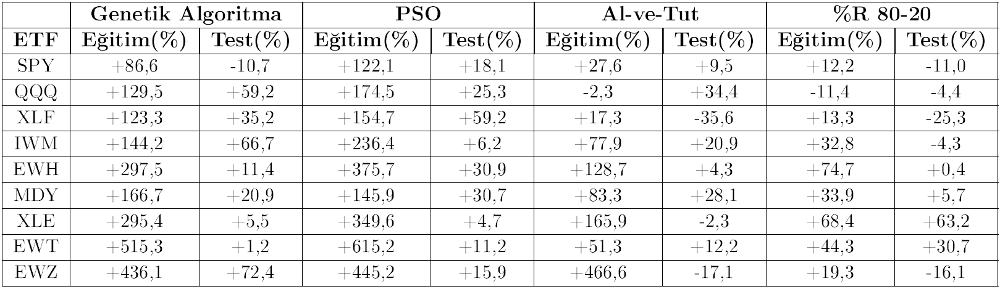 Genetik Algoritma PSO Al-ve-Tut %R 80-20
ETF Eğitim(%) Test(%) Eğitim(%) Test(%) Eğitim(%) Test(%) Eğitim(%) Test(%)
SPY +86,6 -10,7 +122,1 +18,1 +27,6 +9,5 +12,2 -11,0
QQQ +129,5 +59,2 +174,5 +25,3 -2,3 +34,4 -11,4 -4,4
XLF +123,3 +35,2 +154,7 +59,2 +17,3 -35,6 +13,3 -25,3
IWM +144,2 +66,7 +236,4 +6,2 +77,9 +20,9 +32,8 -4,3
EWH +297,5 +11,4 +375,7 +30,9 +128,7 +4,3 +74,7 +0,4
MDY +166,7 +20,9 +145,9 +30,7 +83,3 +28,1 +33,9 +5,7
XLE +295,4 +5,5 +349,6 +4,7 +165,9 -2,3 +68,4 +63,2
EWT +515,3 +1,2 +615,2 +11,2 +51,3 +12,2 +44,3 +30,7
EWZ +436,1 +72,4 +445,2 +15,9 +466,6 -17,1 +19,3 -16,1